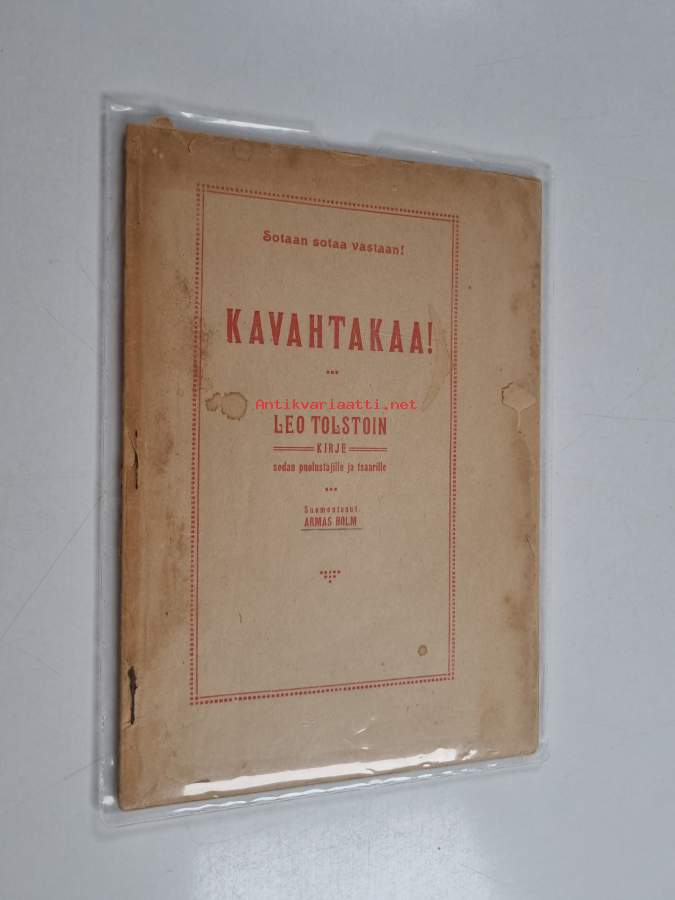 Sotaan sotaa vastaan!
KAVAHTAKAA!
Antikvariaatti.net
LEO TOLSTOIN
KIRJE
sodan puolustajille ja tsaarille
Suomentanut.
ARMAS HOLM